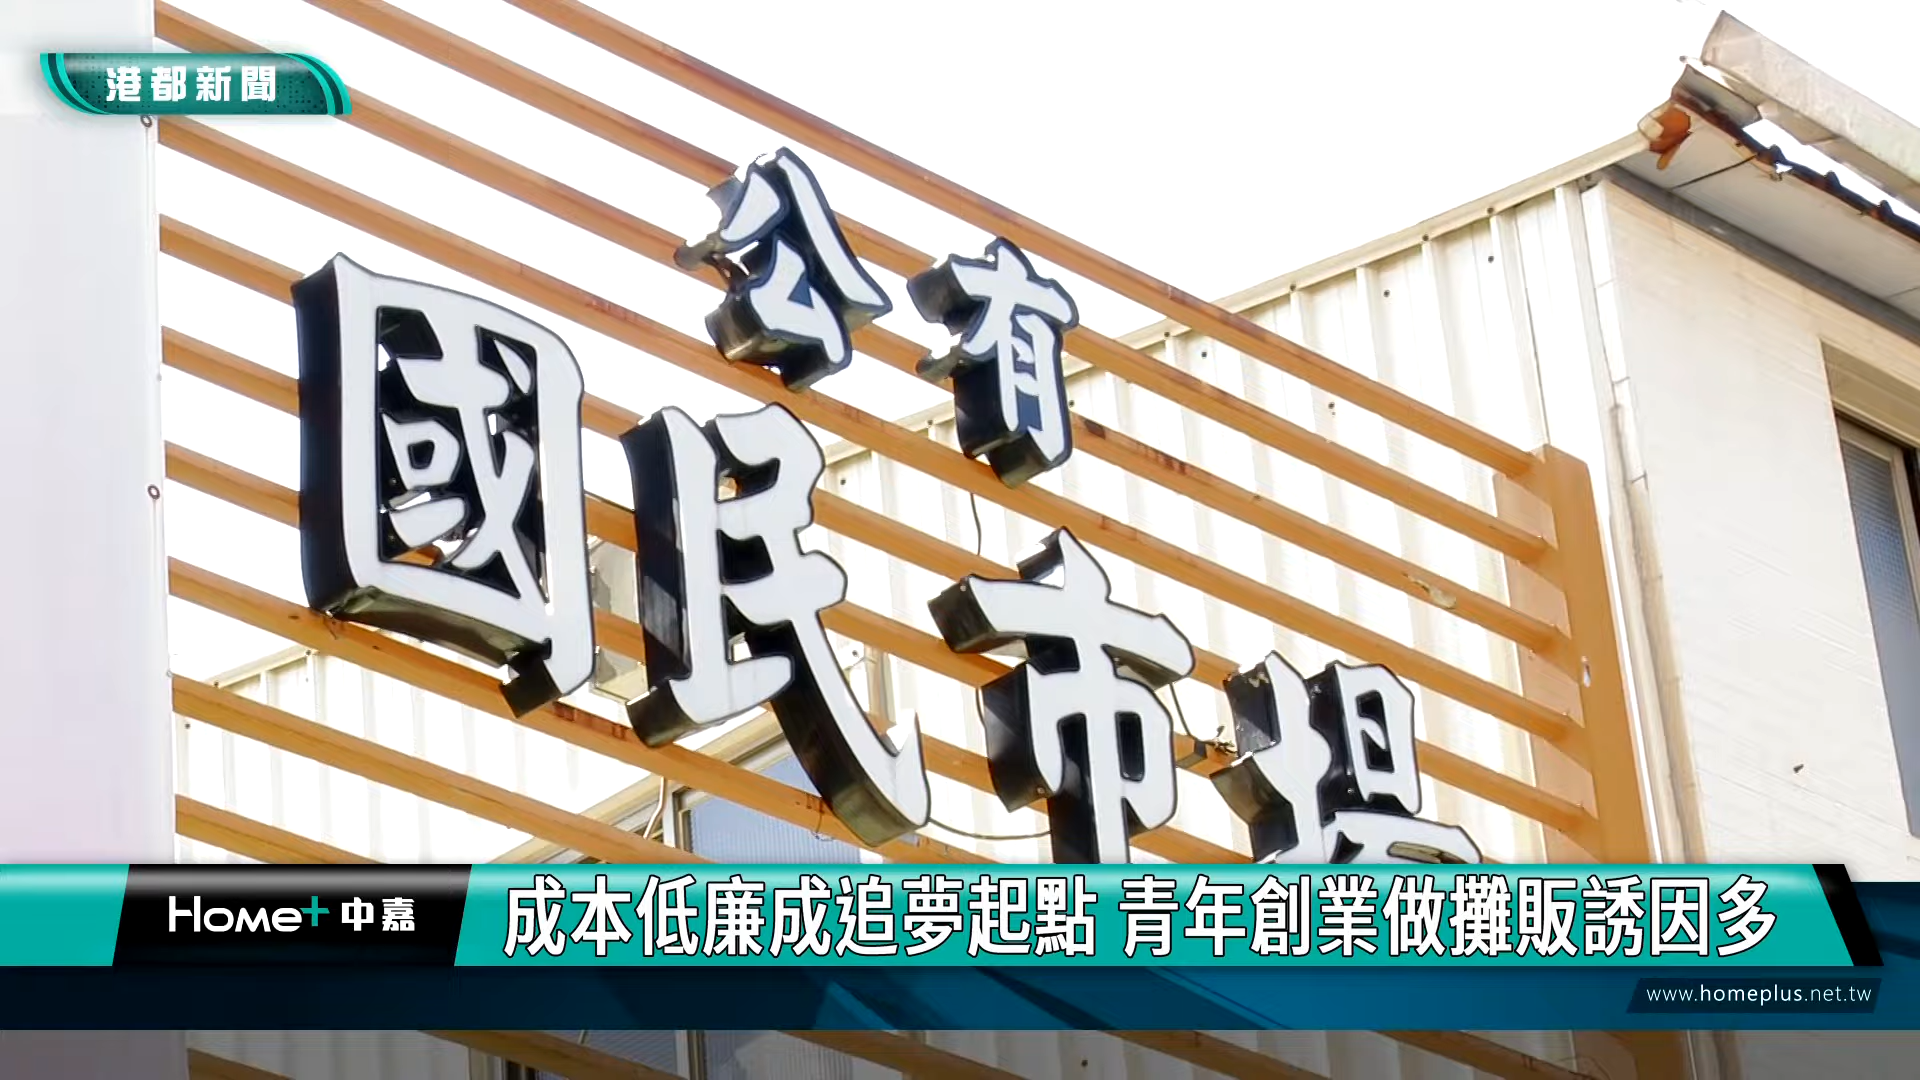 港都新聞
公有
國民市場
Home+中嘉
成本低廉成追夢起點 青年創業做攤販誘因多
www.homeplus.net.tw